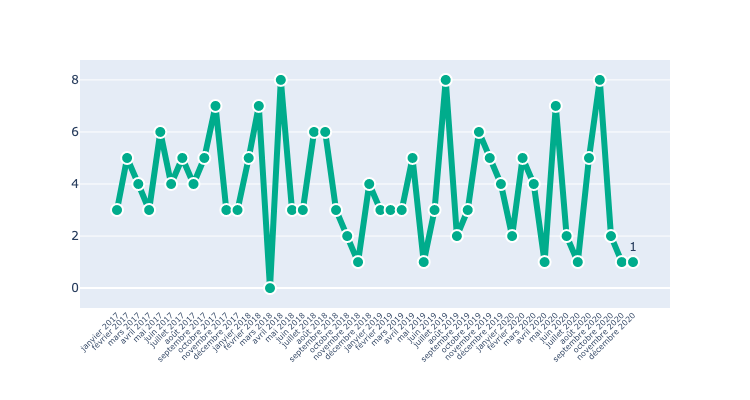 8
6
4
2
0
1
janvier 2017
février 2017
mars 2017
avril 2017
mai 2017
juin 2017
juillet 2017
août 2017
septembre 2017
octobre 2017
novembre 2017
décembre 2017
janvier 2018
février 2018
mars 2018
avril 2018
mai 2018
juin 2018
juillet 2018
août 2018
septembre 2018
octobre 2018
novembre 2018
décembre 2018
janvier 2019
février 2019
mars 2019
avril 2019
mai 2019
juin 2019
juillet 2019
août 2019
septembre 2019
octobre 2019
novembre 2019
décembre 2019
janvier 2020
février 2020
mars 2020
avril 2020
mai 2020
juin 2020
juillet 2020
août 2020
septembre 2020
octobre 2020
novembre 2020
décembre 2020